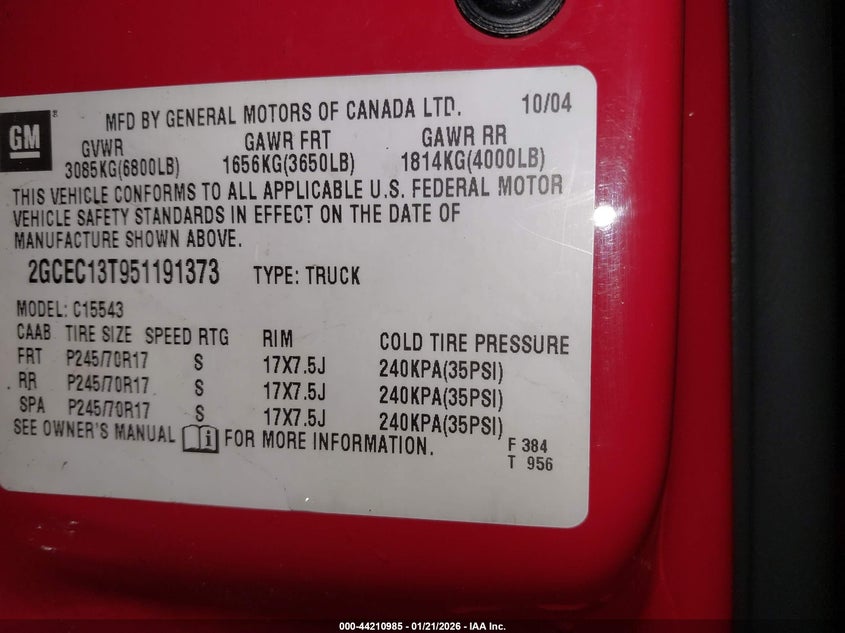 GM
MFD BY GENERAL MOTORS OF CANADA LTD. 10/04
GVWR GAWR FRT GAWR RR
3085KG(6800LB) 1656KG(3650LB) 1814KG(4000LB)
THIS VEHICLE CONFORMS TO ALL APPLICABLE U.S. FEDERAL MOTOR
VEHICLE SAFETY STANDARDS IN EFFECT ON THE DATE OF
MANUFACTURE SHOWN ABOVE.
2GCEC13T951191373 TYPE: TRUCK
MODEL: C15543
CAAB TIRE SIZE SPEED RTG RIM COLD TIRE PRESSURE
FRT P245/70R17 S 17X7.5J 240KPA(35PSI)
RR P245/70R17 S 17X7.5J 240KPA(35PSI)
SPA P245/70R17 S 17X7.5J 240KPA(35PSI)
SEE OWNER'S MANUAL FOR MORE INFORMATION.
F 384
T 956
000-44210985 - 01/21/2026 - IAA Inc.